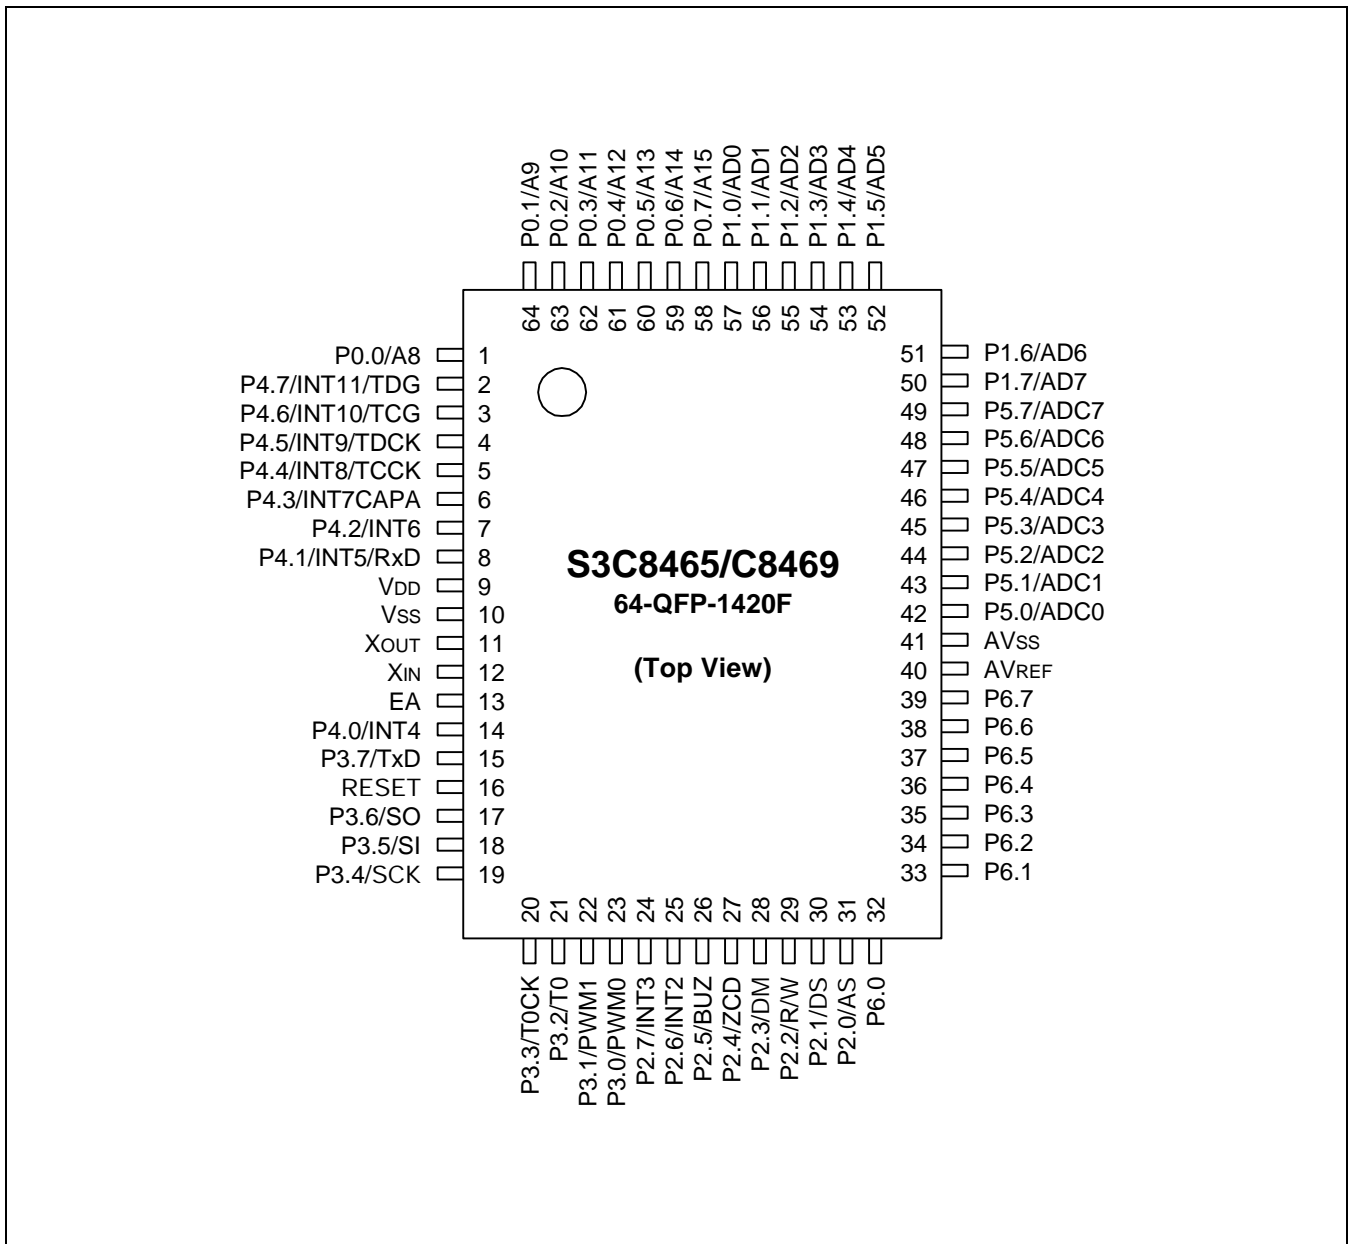 P0.1/A9
P0.2/A10
P0.3/A11
P0.4/A12
P0.5/A13
P0.6/A14
P0.7/A15
P1.0/AD0
P1.1/AD1
P1.2/AD2
P1.3/AD3
P1.4/AD4
P1.5/AD5
64
63
62
61
60
59
58
57
56
55
54
53
52
P0.0/A8 1
P4.7/INT11/TDG 2
P4.6/INT10/TCG 3
P4.5/INT9/TDCK 4
P4.4/INT8/TCCK 5
P4.3/INT7CAPA 6
P4.2/INT6 7
P4.1/INT5/RxD 8
VDD 9
VSS 10
XOUT 11
XIN 12
EA 13
P4.0/INT4 14
P3.7/TxD 15
RESET 16
P3.6/SO 17
P3.5/SI 18
P3.4/SCK 19
S3C8465/C8469
64-QFP-1420F
(Top View)
51 P1.6/AD6
50 P1.7/AD7
49 P5.7/ADC7
48 P5.6/ADC6
47 P5.5/ADC5
46 P5.4/ADC4
45 P5.3/ADC3
44 P5.2/ADC2
43 P5.1/ADC1
42 P5.0/ADC0
41 AVSS
40 AVREF
39 P6.7
38 P6.6
37 P6.5
36 P6.4
35 P6.3
34 P6.2
33 P6.1
20
21
22
23
24
25
26
27
28
29
30
31
32
P3.3/T0CK
P3.2/T0
P3.1/PWM1
P3.0/PWM0
P2.7/INT3
P2.6/INT2
P2.5/BUZ
P2.4/ZCD
P2.3/DM
P2.2/R/W
P2.1/DS
P2.0/AS
P6.0